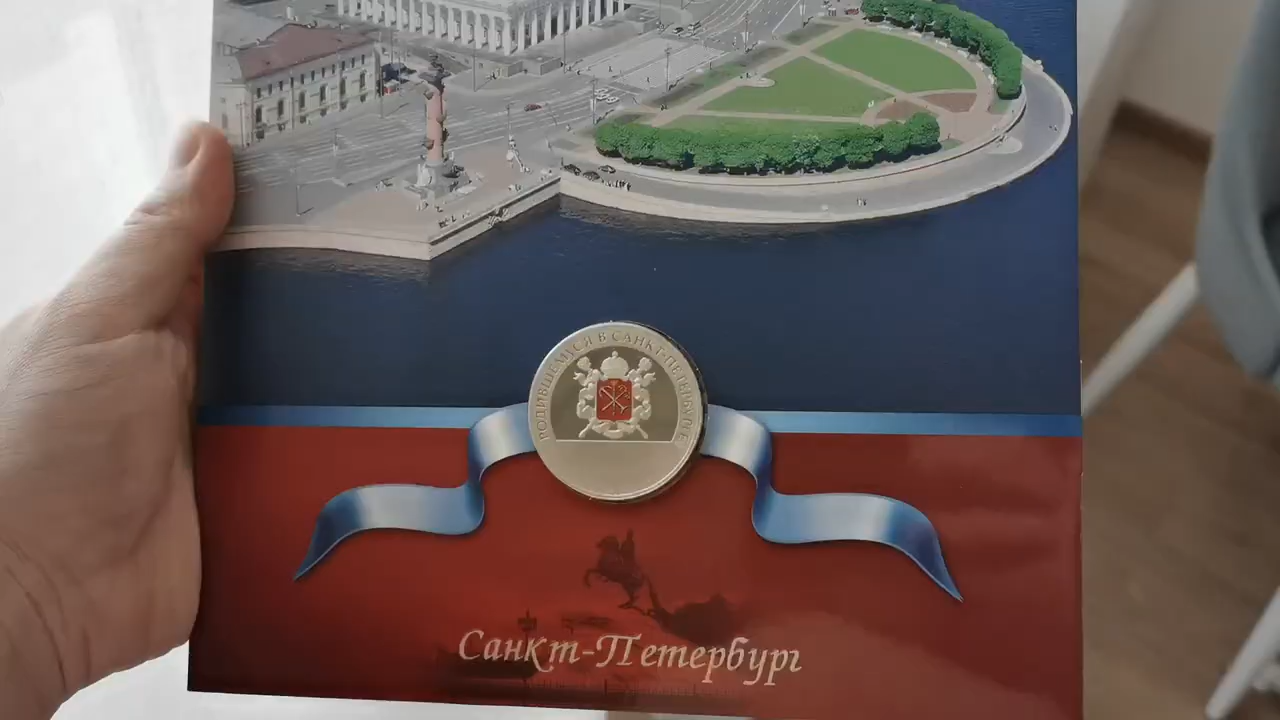 РОДИВШЕМУСЯ В САНКТ-ПЕТЕРБУРГЕ
Санкт-Петербург